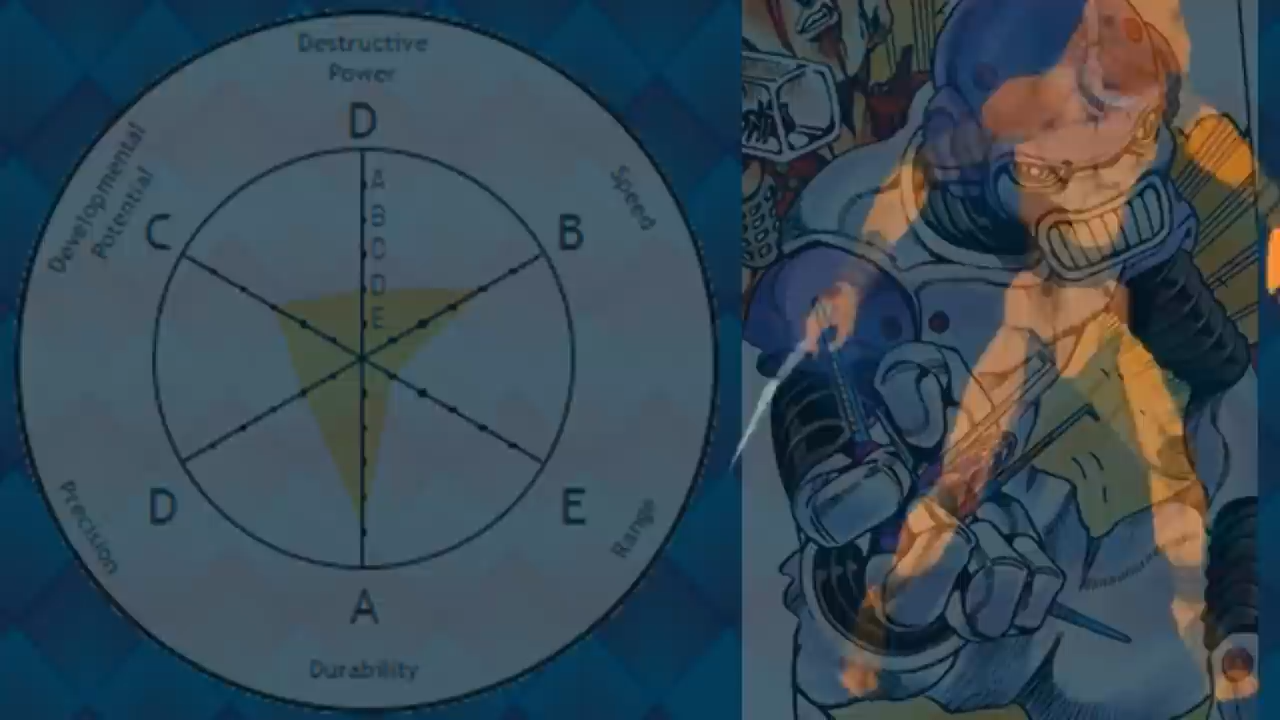 Destructive
Power
D
Developmental
Potential
C
Speed
B
A
B
C
D
E
Precision
D
Range
E
A
Durability